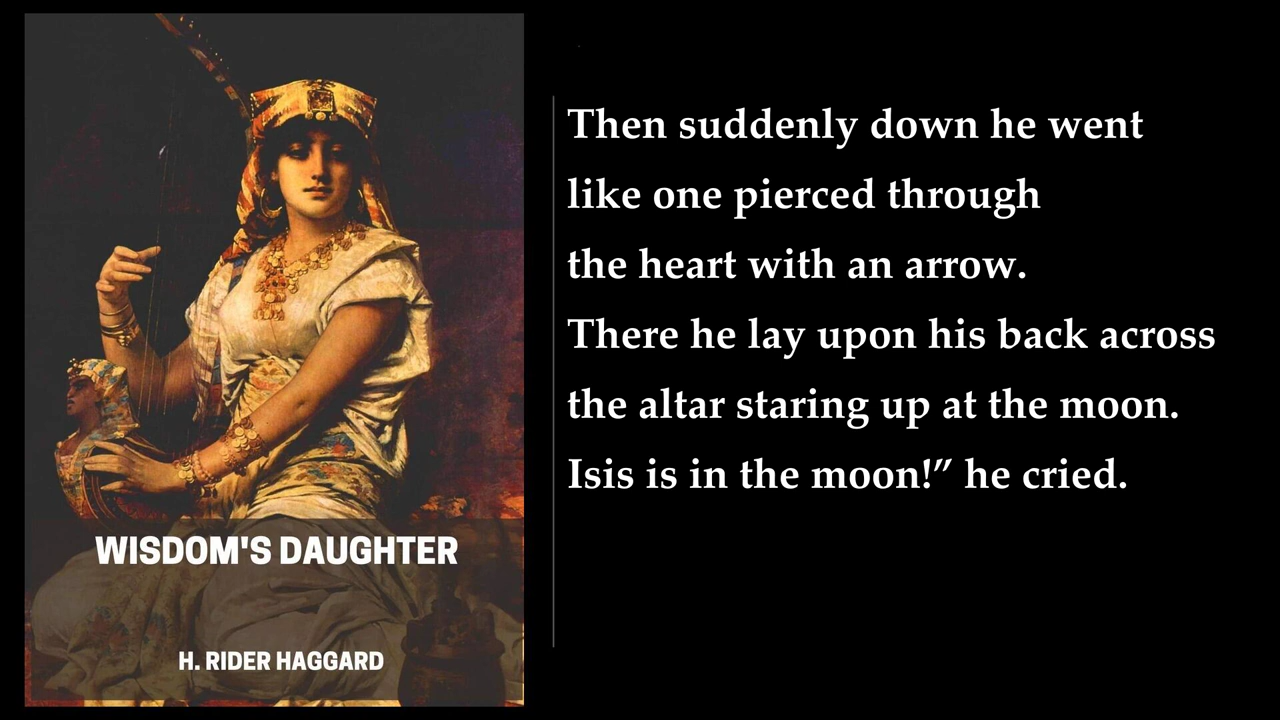 WISDOM'S DAUGHTER
H. RIDER HAGGARD
Then suddenly down he went
like one pierced through
the heart with an arrow.
There he lay upon his back across
the altar staring up at the moon.
Isis is in the moon!” he cried.